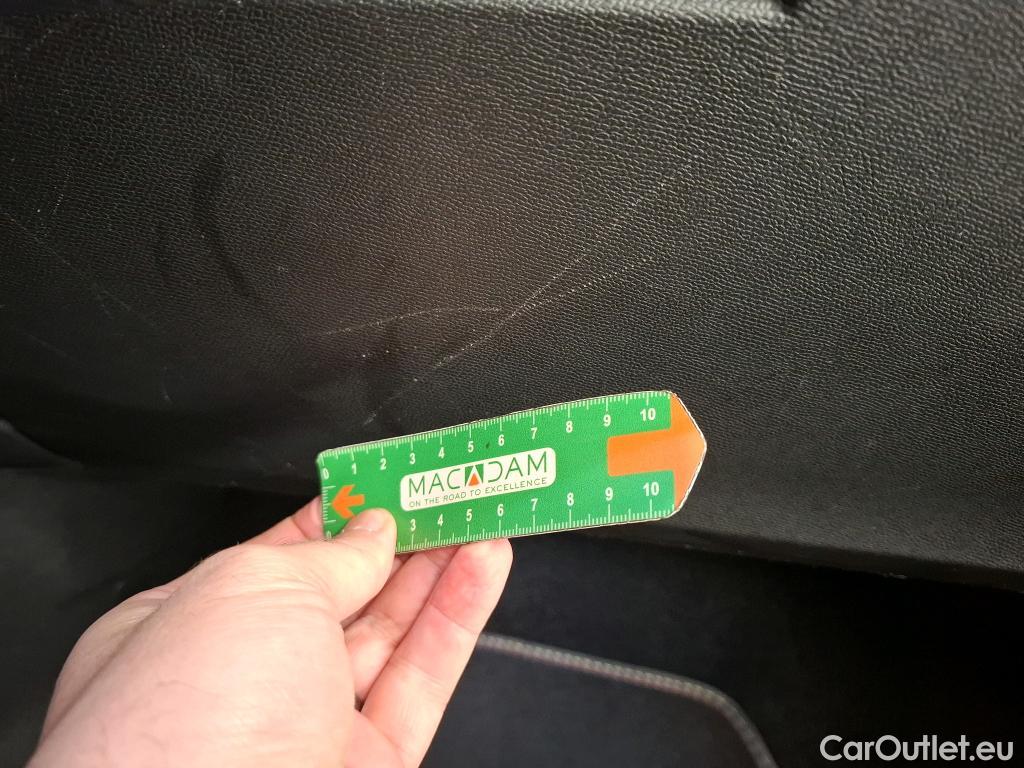 0 1 2 3 4 5 6 7 8 9 10
MACADAM
ON THE ROAD TO EXCELLENCE
3 4 5 6 7 8 9 10
CarOutlet.eu